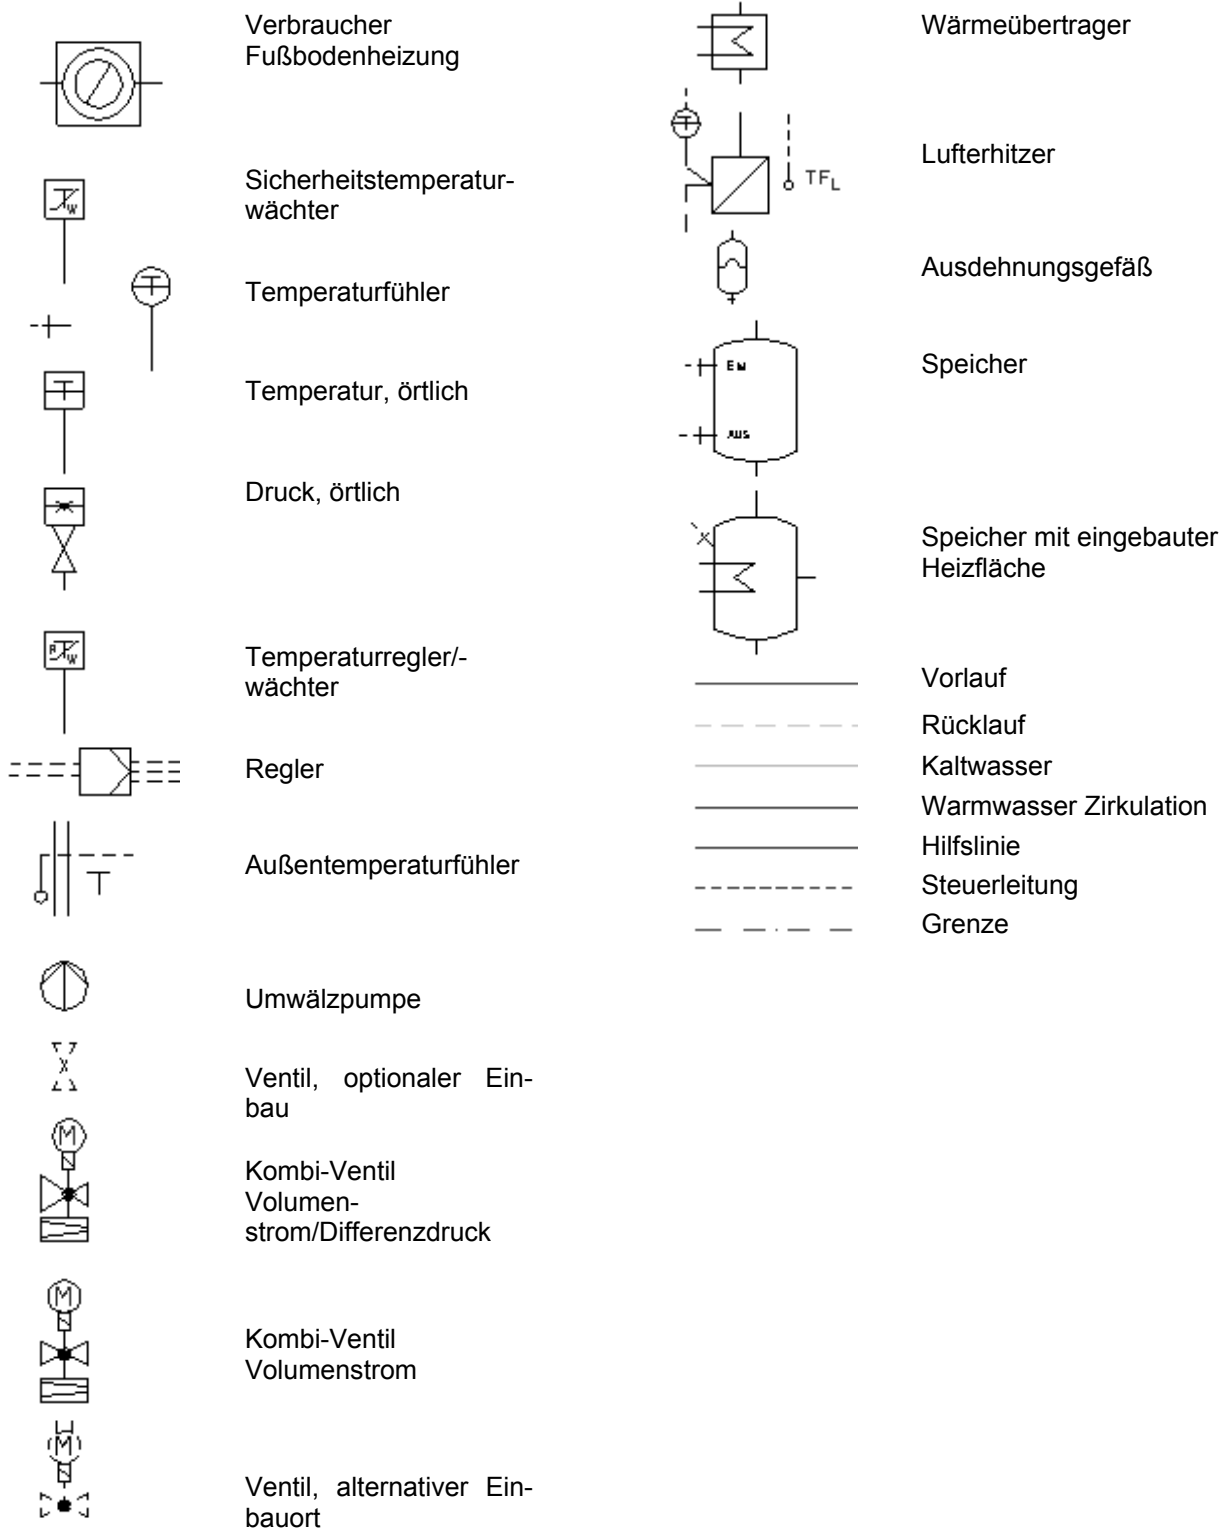 Verbraucher
Fußbodenheizung
W
Sicherheitstemperatur-
wächter
T
Temperaturfühler
T
Temperatur, örtlich
Druck, örtlich
R
W
Temperaturregler/-
wächter
Regler
T
Außentemperaturfühler
Umwälzpumpe
Ventil, optionaler Ein-
bau
M
Kombi-Ventil
Volumen-
strom/Differenzdruck
M
Kombi-Ventil
Volumenstrom
M
Ventil, alternativer Ein-
bauort
Wärmeübertrager
T
TFL
Lufterhitzer
Ausdehnungsgefäß
EIN
AUS
Speicher
Speicher mit eingebauter
Heizfläche
Vorlauf
Rücklauf
Kaltwasser
Warmwasser Zirkulation
Hilfslinie
Steuerleitung
Grenze